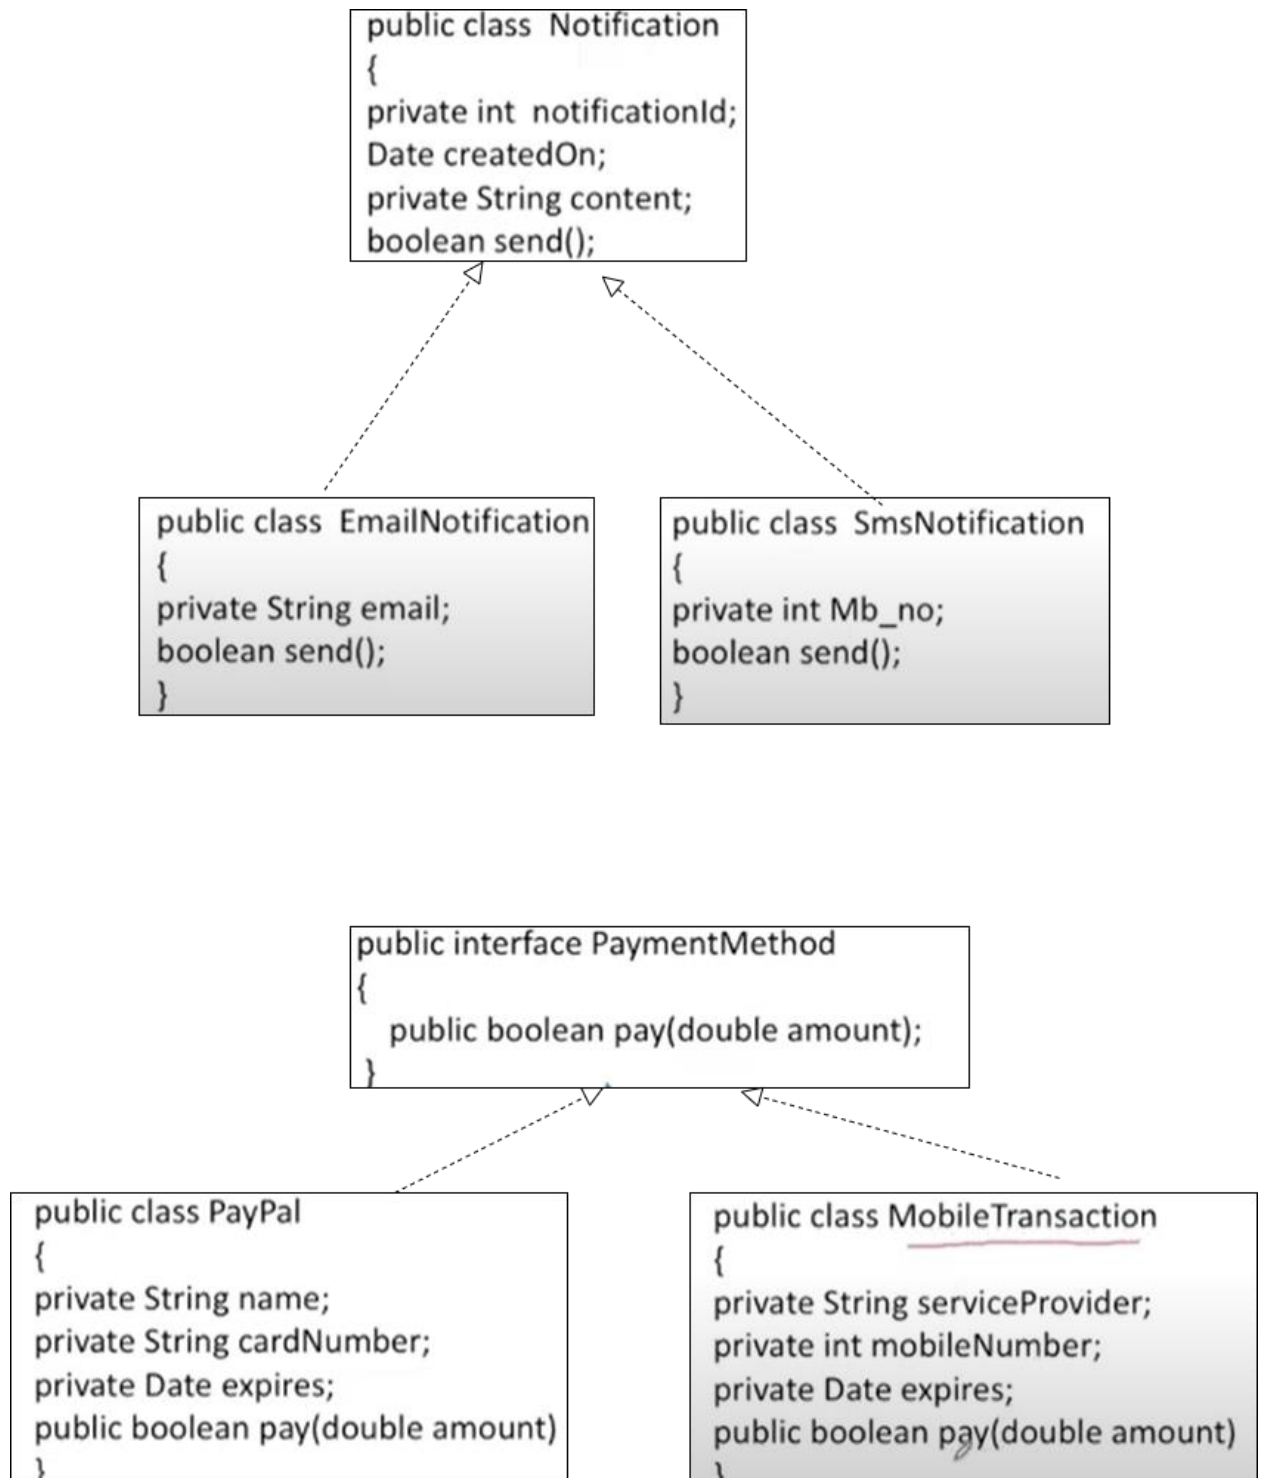 public class Notification
{
private int notificationId;
Date createdOn;
private String content;
boolean send();
public class EmailNotification
{
private String email;
boolean send();
}
public class SmsNotification
{
private int Mb_no;
boolean send();
}
public interface PaymentMethod
{
public boolean pay(double amount);
}
public class PayPal
{
private String name;
private String cardNumber;
private Date expires;
public boolean pay(double amount)
}
public class MobileTransaction
{
private String serviceProvider;
private int mobileNumber;
private Date expires;
public boolean pay(double amount)
}